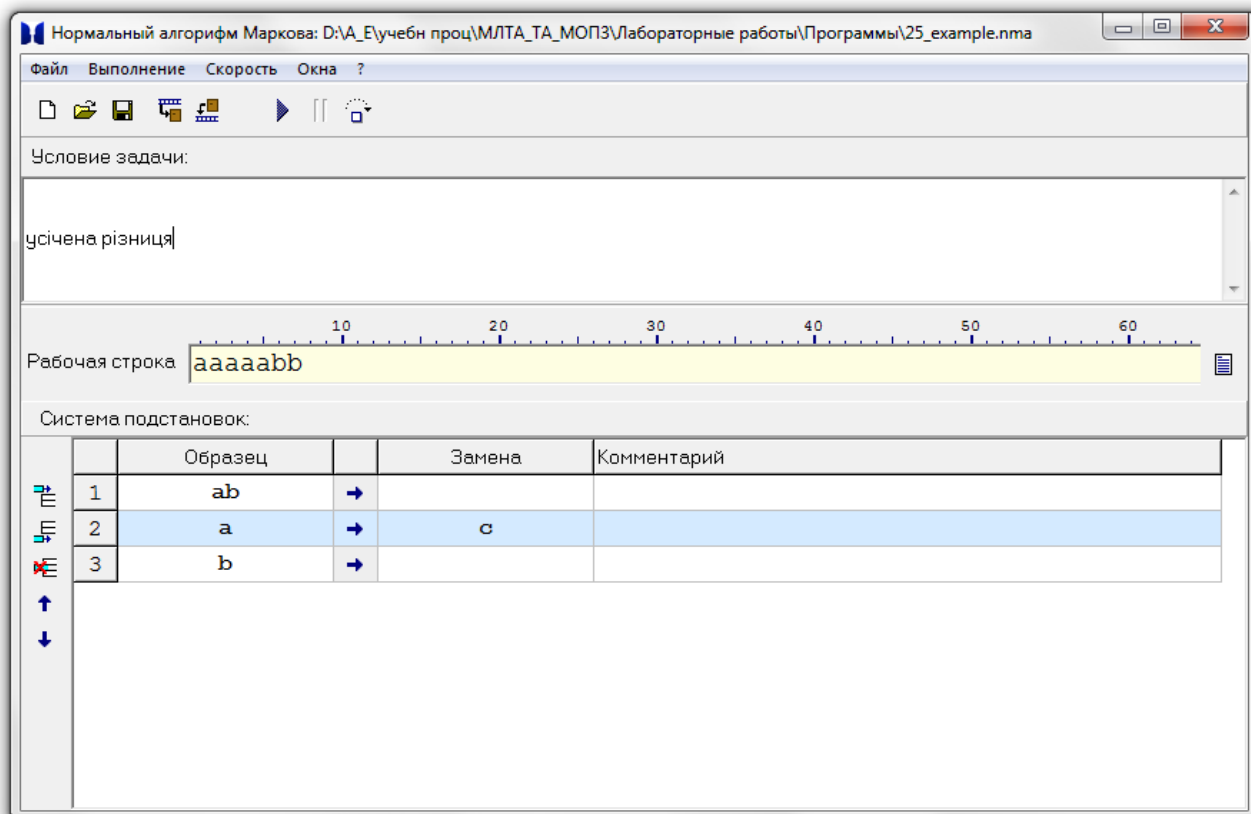 Нормальный алгорифм Маркова: D:\A_E\учебн проц\МЛТА_ТА_МОПЗ\Лабораторные работы\Программы\25_example.nma
Файл Выполнение Скорость Окна ?
Условие задачи:
усічена різниця
10 20 30 40 50 60
Рабочая строка aaaaabb
Система подстановок:
Образец Замена Комментарий
1 ab ➔
2 a ➔ c
3 b ➔